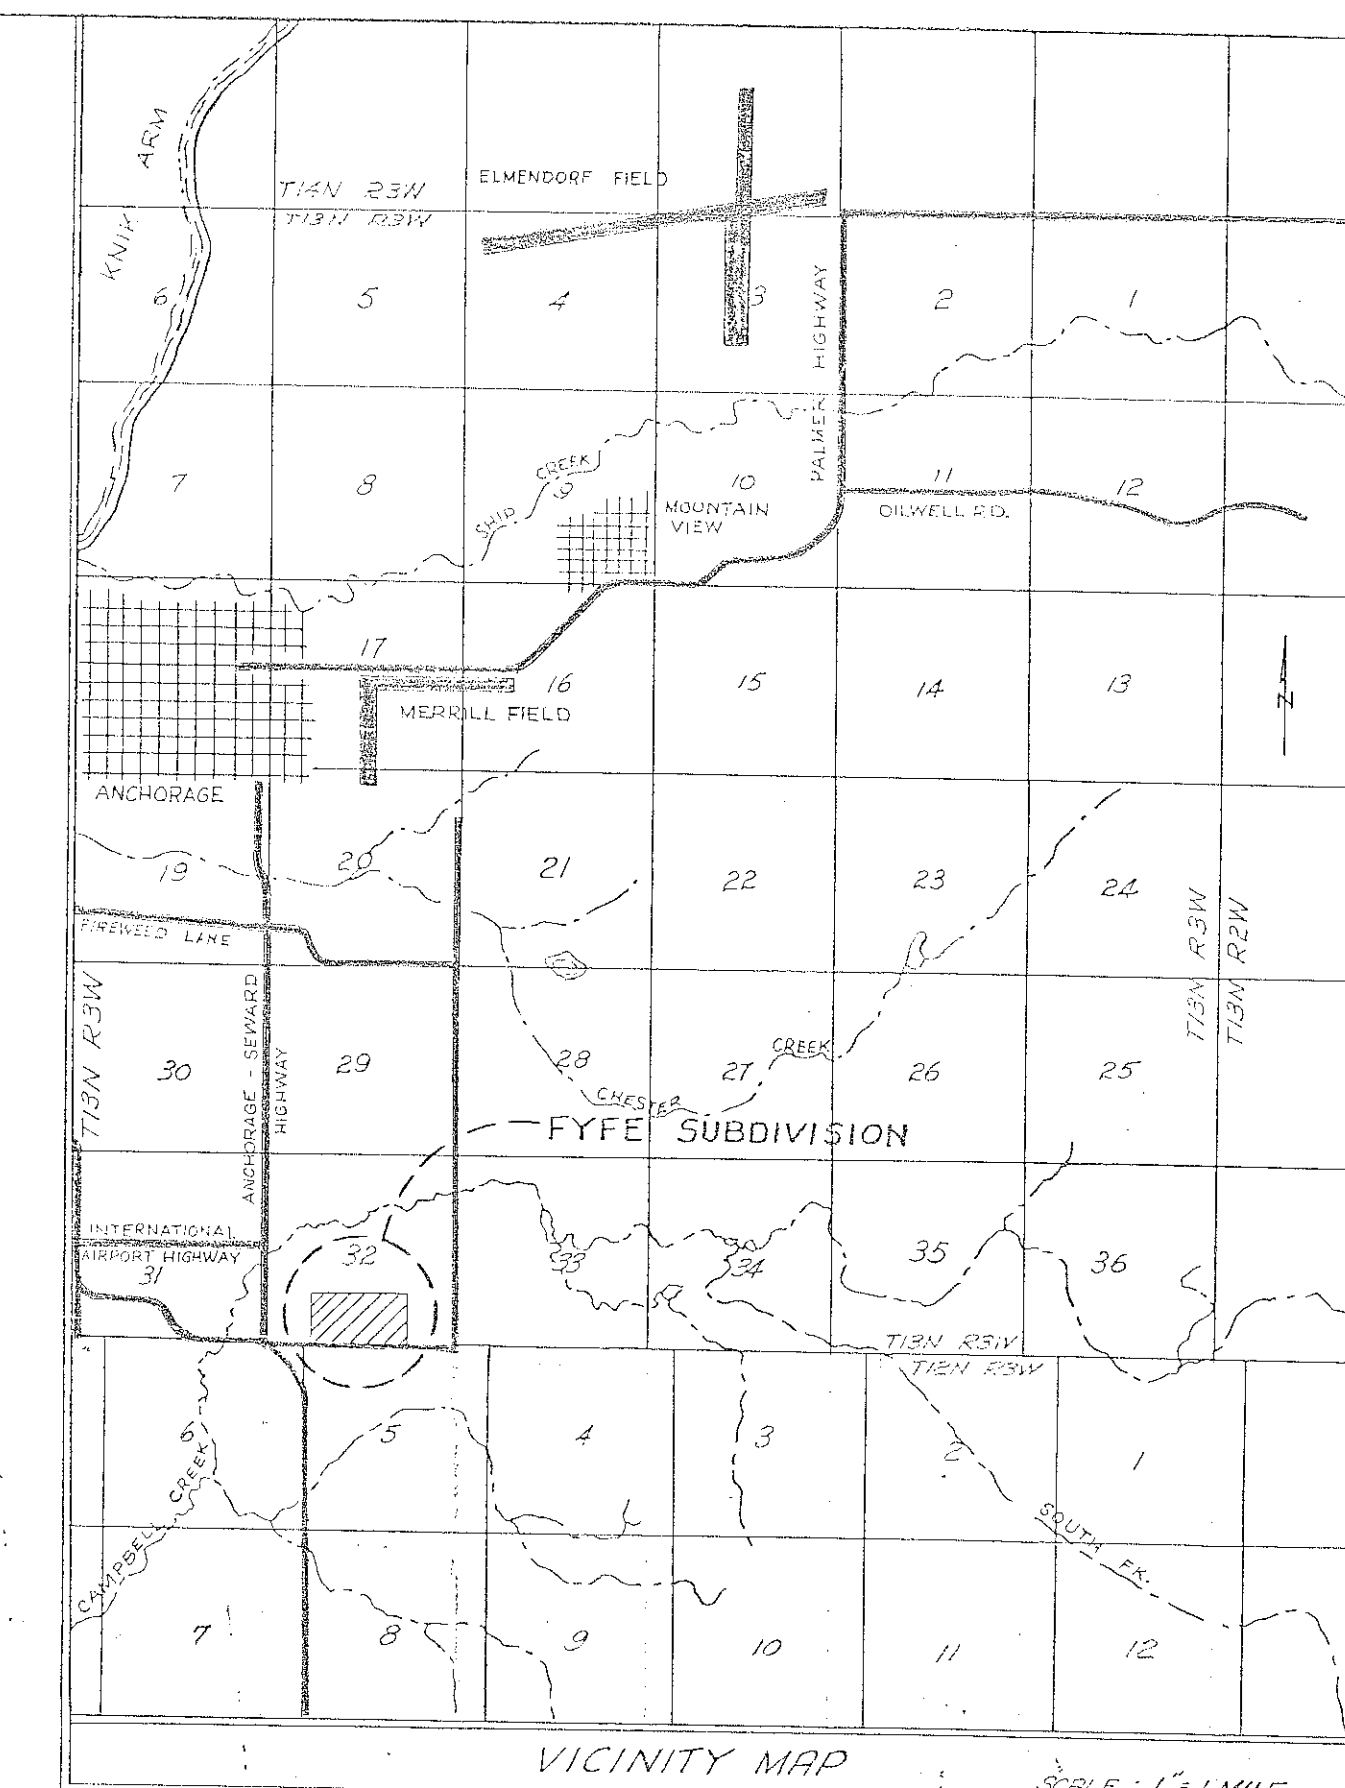 KNIK ARM
T14N R3W
T13N R3W
ELMENDORF FIELD
6
5
4
3
2
1
PALMER HIGHWAY
7
8
SHIP CREEK
9
10
11
12
MOUNTAIN
VIEW
OILWELL RD.
17
16
15
14
13
N
MERRILL FIELD
ANCHORAGE
19
20
21
22
23
24
FIREWEED LANE
T13N R3W
ANCHORAGE - SEWARD
HIGHWAY
T13N R3W
T13N R2W
30
29
28
27
26
25
CHESTER CREEK
FYFE SUBDIVISION
INTERNATIONAL
AIRPORT HIGHWAY
31
32
33
34
35
36
T13N R3W
T12N R3W
6
5
4
3
2
1
CAMPBELL CREEK
SOUTH FK.
7
8
9
10
11
12
VICINITY MAP
SCALE : 1" = 1 MILE